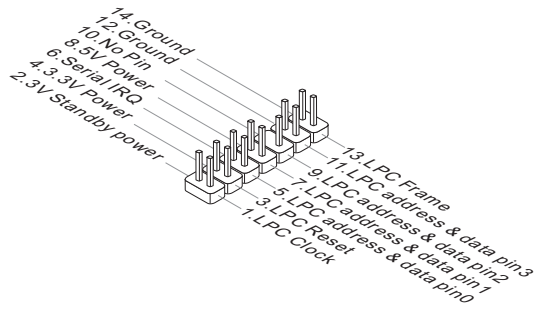 14.Ground
12.Ground
10.No Pin
8.5V Power
6.Serial IRQ
4.3.3V Power
2.3V Standby power
13.LPC Frame
11.LPC address & data pin3
9.LPC address & data pin2
7.LPC address & data pin1
5.LPC address & data pin0
3.LPC Reset
1.LPC Clock